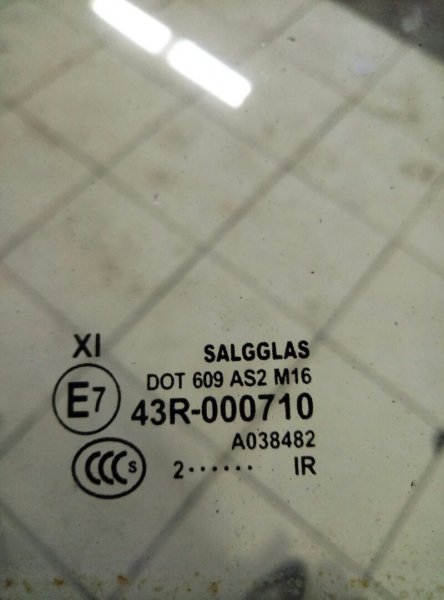 XI
SALGGLAS
DOT 609 AS2 M16
E7
43R-000710
A038482
CCC S
2······ IR